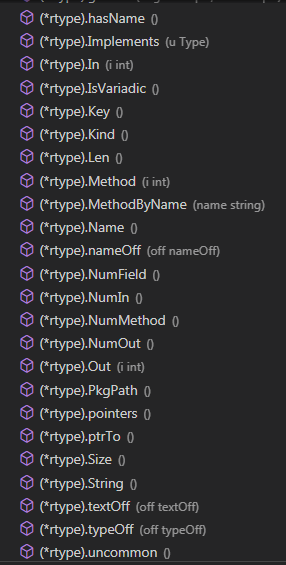 (*rtype).hasName ()
(*rtype).Implements (u Type)
(*rtype).In (i int)
(*rtype).IsVariadic ()
(*rtype).Key ()
(*rtype).Kind ()
(*rtype).Len ()
(*rtype).Method (i int)
(*rtype).MethodByName (name string)
(*rtype).Name ()
(*rtype).nameOff (off nameOff)
(*rtype).NumField ()
(*rtype).NumIn ()
(*rtype).NumMethod ()
(*rtype).NumOut ()
(*rtype).Out (i int)
(*rtype).PkgPath ()
(*rtype).pointers ()
(*rtype).ptrTo ()
(*rtype).Size ()
(*rtype).String ()
(*rtype).textOff (off textOff)
(*rtype).typeOff (off typeOff)
(*rtype).uncommon ()